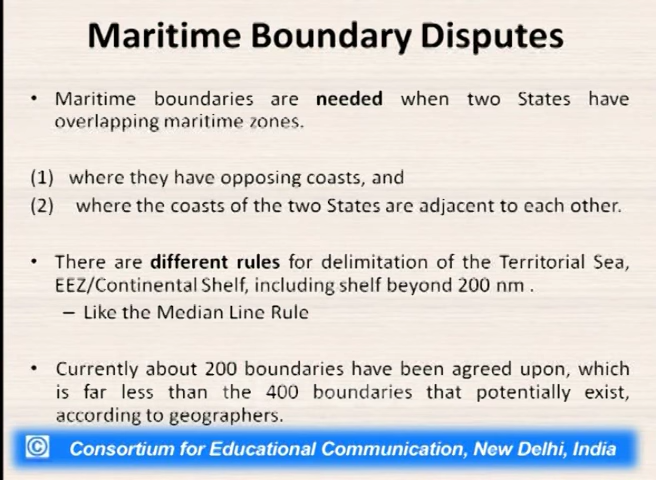 Maritime Boundary Disputes
• Maritime boundaries are needed when two States have
overlapping maritime zones.
(1) where they have opposing coasts, and
(2) where the coasts of the two States are adjacent to each other.
• There are different rules for delimitation of the Territorial Sea,
EEZ/Continental Shelf, including shelf beyond 200 nm .
– Like the Median Line Rule
• Currently about 200 boundaries have been agreed upon, which
is far less than the 400 boundaries that potentially exist,
according to geographers.
© Consortium for Educational Communication, New Delhi, India